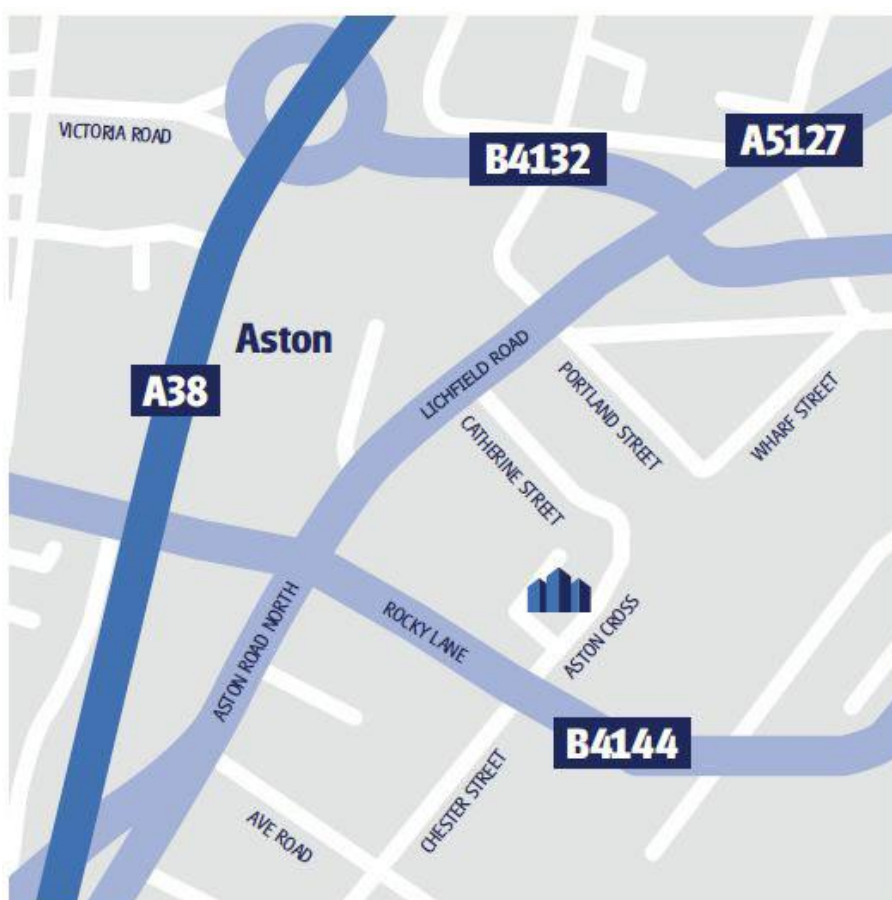 VICTORIA ROAD
B4132
A5127
Aston
A38
LICHFIELD ROAD
PORTLAND STREET
WHARF STREET
CATHERINE STREET
ASTON ROAD NORTH
ROCKY LANE
ASTON CROSS
B4144
CHESTER STREET
AVE ROAD